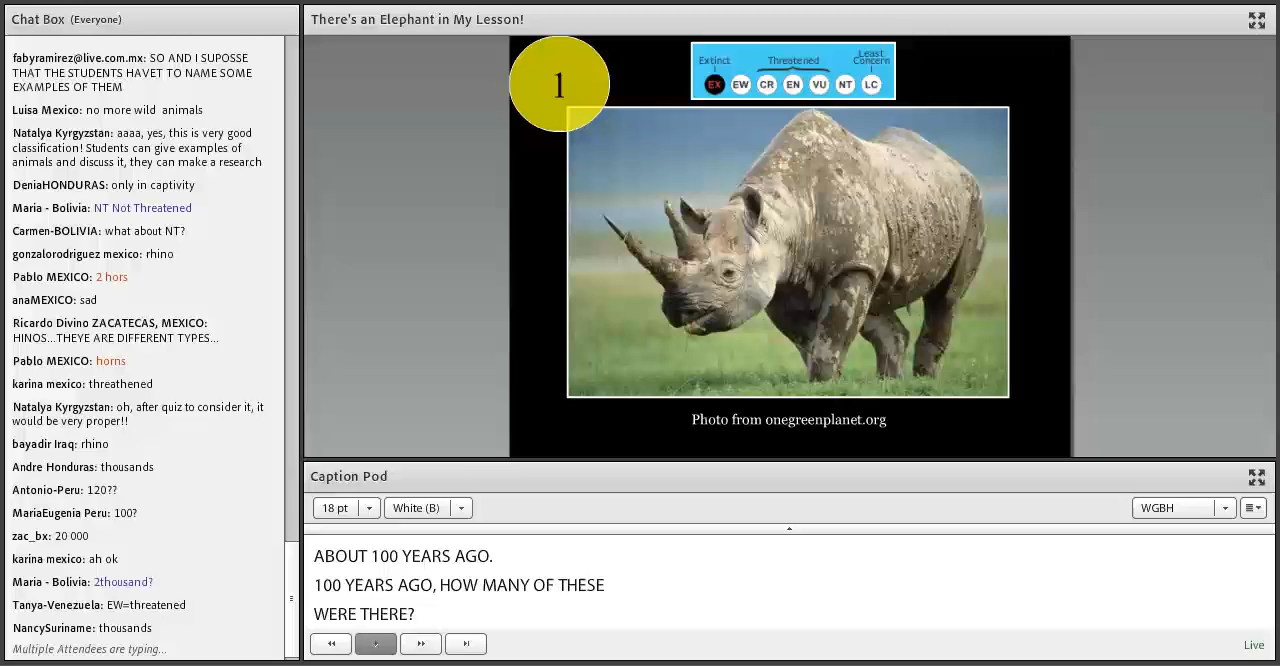 Chat Box (Everyone)
fabyramirez@live.com.mx: SO AND I SUPOSSE
THAT THE STUDENTS HAVET TO NAME SOME
EXAMPLES OF THEM
Luisa Mexico: no more wild animals
Natalya Kyrgyzstan: aaaa, yes, this is very good
classification! Students can give examples of
animals and discuss it, they can make a research
DeniaHONDURAS: only in captivity
Maria - Bolivia: NT Not Threatened
Carmen-BOLIVIA: what about NT?
gonzalorodriguez mexico: rhino
Pablo MEXICO: 2 hors
anaMEXICO: sad
Ricardo Divino ZACATECAS, MEXICO:
HINOS...THEYE ARE DIFFERENT TYPES...
Pablo MEXICO: horns
karina mexico: threathened
Natalya Kyrgyzstan: oh, after quiz to consider it, it
would be very proper!!
bayadir Iraq: rhino
Andre Honduras: thousands
Antonio-Peru: 120??
MariaEugenia Peru: 100?
zac_bx: 20 000
karina mexico: ah ok
Maria - Bolivia: 2thousand?
Tanya-Venezuela: EW=threatened
NancySuriname: thousands
Multiple Attendees are typing...
There's an Elephant in My Lesson!
1
Extinct Threatened Least Concern
EX EW CR EN VU NT LC
Photo from onegreenplanet.org
Caption Pod
18 pt White (B) WGBH
ABOUT 100 YEARS AGO.
100 YEARS AGO, HOW MANY OF THESE
WERE THERE?
Live